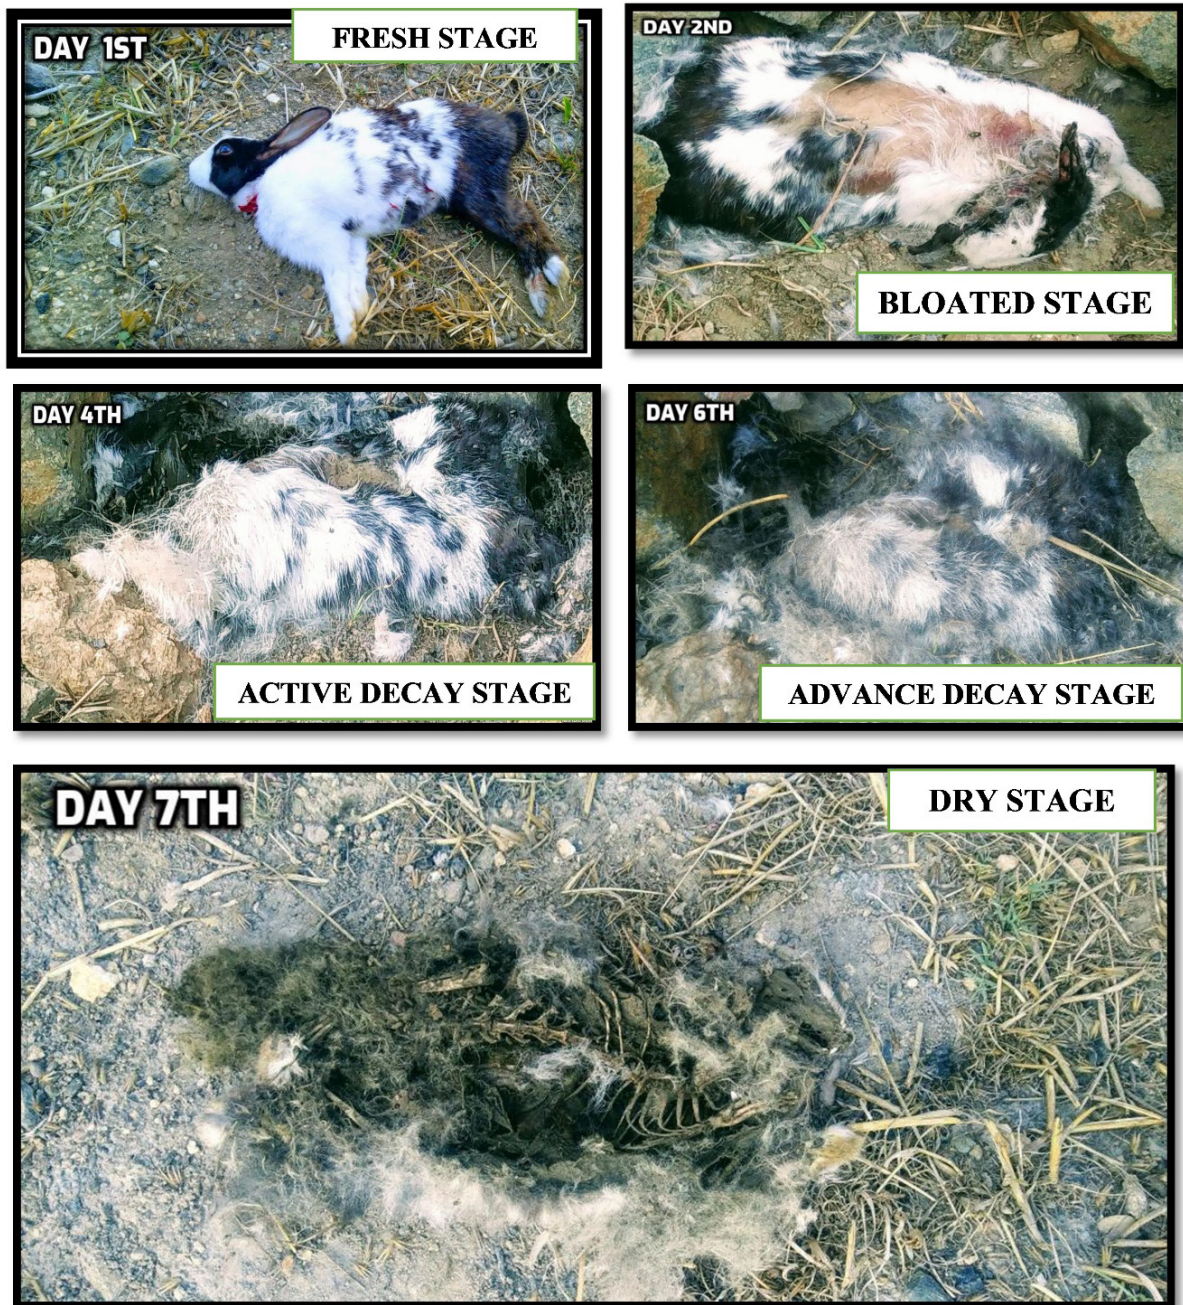 DAY 1ST
FRESH STAGE
DAY 2ND
BLOATED STAGE
DAY 4TH
ACTIVE DECAY STAGE
DAY 6TH
ADVANCE DECAY STAGE
DAY 7TH
DRY STAGE